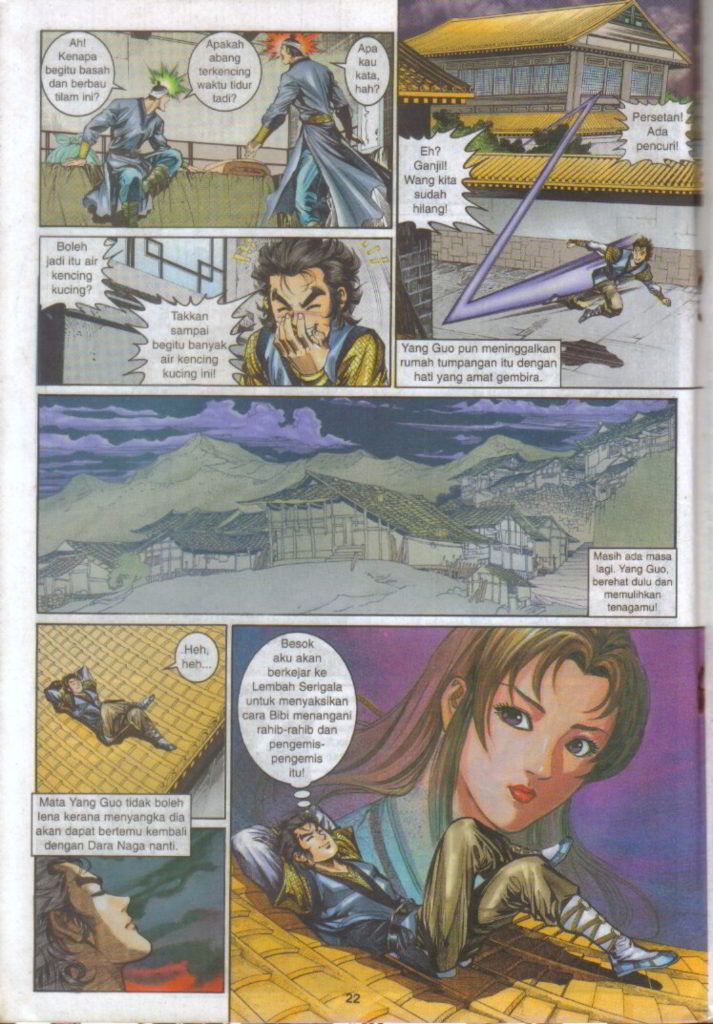 Ah!
Kenapa
begitu basah
dan berbau
tilam ini?
Apakah
abang
terkencing
waktu tidur
tadi?
Apa
kau
kata,
hah?
Boleh
jadi itu air
kencing
kucing?
Takkan
sampai
begitu banyak
air kencing
kucing ini!
Persetan!
Ada
pencuri!
Eh?
Ganjil!
Wang kita
sudah
hilang!
Yang Guo pun meninggalkan
rumah tumpangan itu dengan
hati yang amat gembira.
Masih ada masa
lagi. Yang Guo,
berehat dulu dan
memulihkan
tenagamu!
Heh,
heh...
Mata Yang Guo tidak boleh
lena kerana menyangka dia
akan dapat bertemu kembali
dengan Dara Naga nanti.
Besok
aku akan
berkejar ke
Lembah Serigala
untuk menyaksikan
cara Bibi menangani
rahib-rahib dan
pengemis-
pengemis
itu!
22